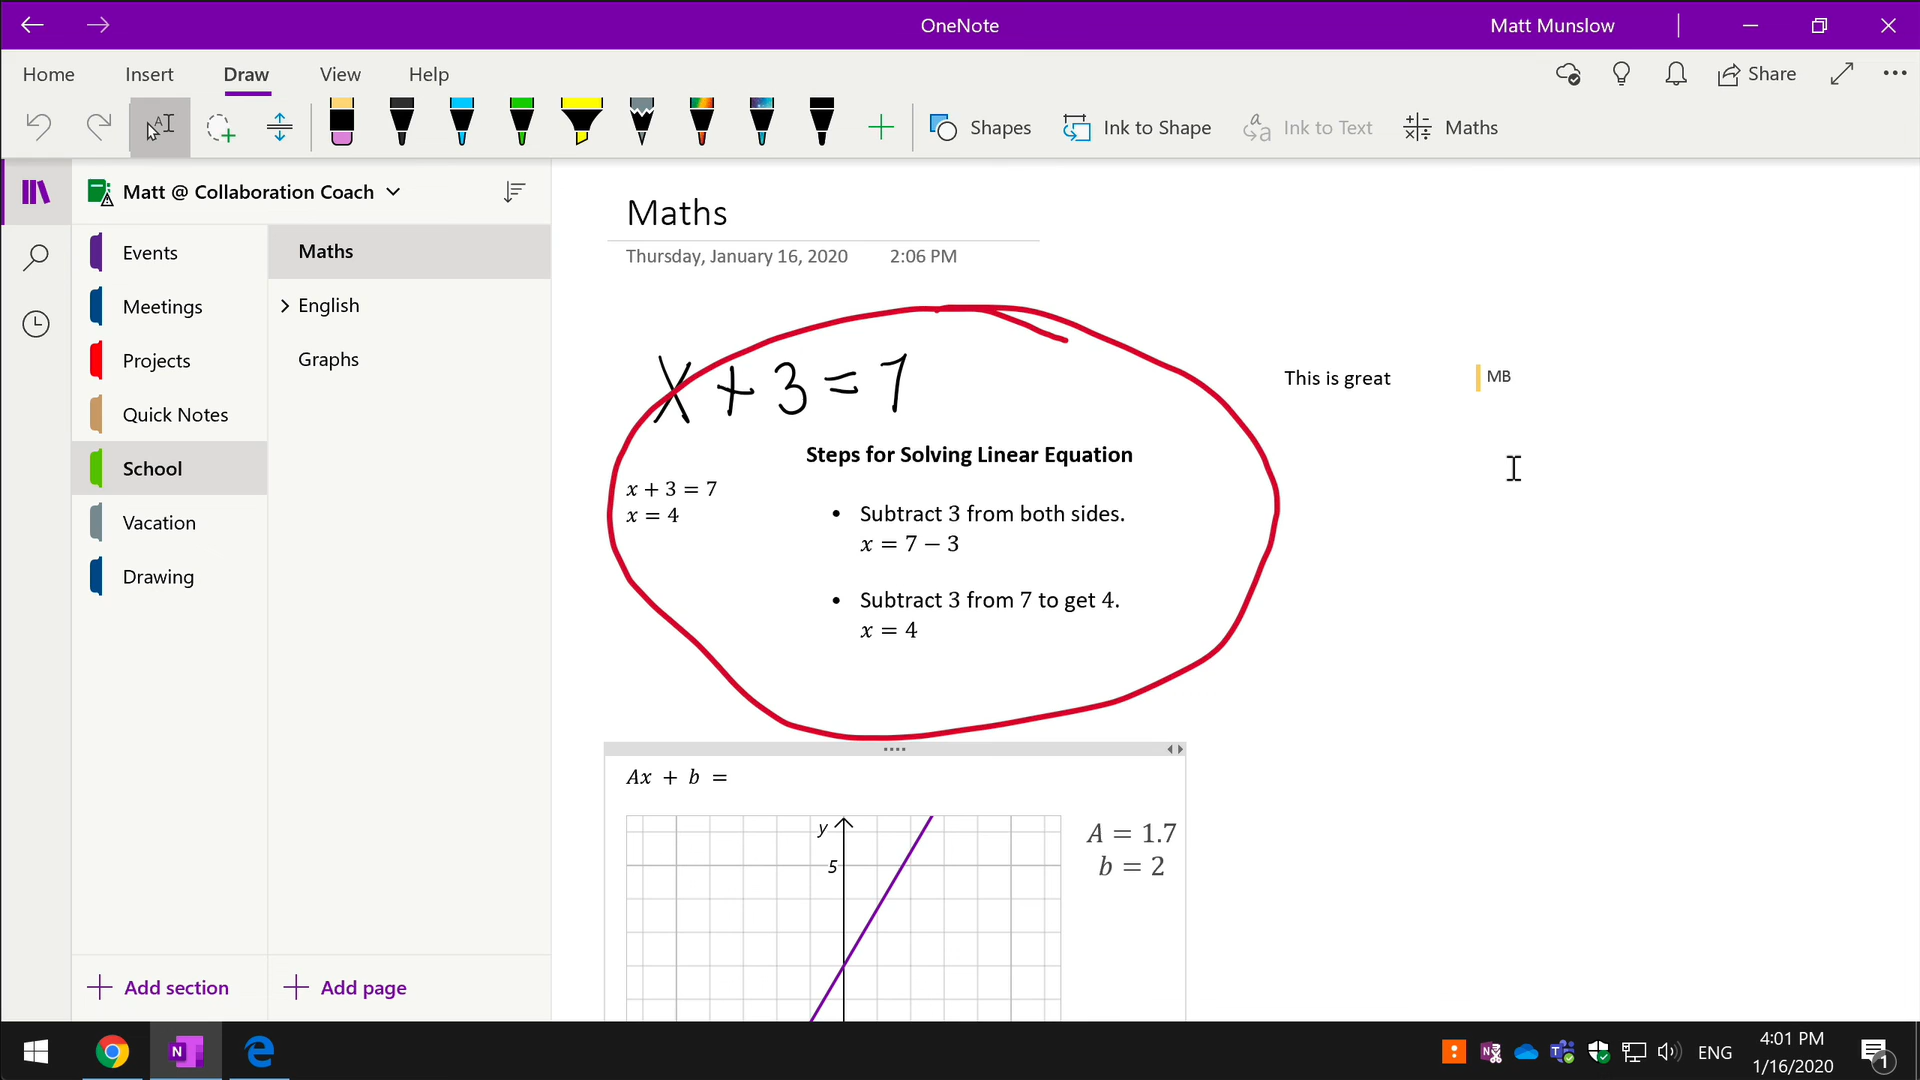 OneNote
Matt Munslow
Home Insert Draw View Help
Share
Shapes Ink to Shape Ink to Text Maths
Matt @ Collaboration Coach
Events
Meetings
Projects
Quick Notes
School
Vacation
Drawing
Add section
Maths
English
Graphs
Add page
Maths
Thursday, January 16, 2020 2:06 PM
x + 3 = 7
This is great MB
Steps for Solving Linear Equation
x + 3 = 7
x = 4
• Subtract 3 from both sides.
x = 7 − 3
• Subtract 3 from 7 to get 4.
x = 4
Ax + b =
y
5
A = 1.7
b = 2
ENG
4:01 PM
1/16/2020
1